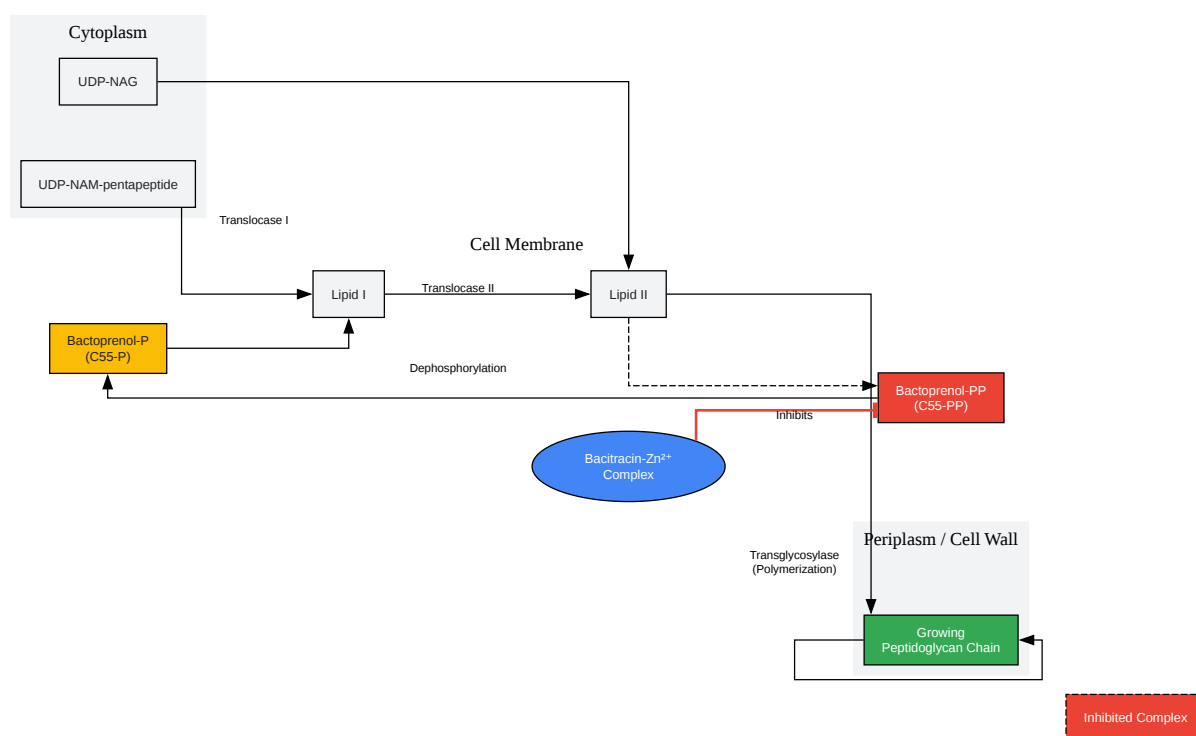 Cytoplasm
UDP-NAG
UDP-NAM-pentapeptide
Translocase I
Cell Membrane
Lipid I
Translocase II
Lipid II
Bactoprenol-P
(C55-P)
Dephosphorylation
Bactoprenol-PP
(C55-PP)
Inhibits
Bacitracin-Zn²⁺
Complex
Periplasm / Cell Wall
Transglycosylase
(Polymerization)
Growing
Peptidoglycan Chain
Inhibited Complex